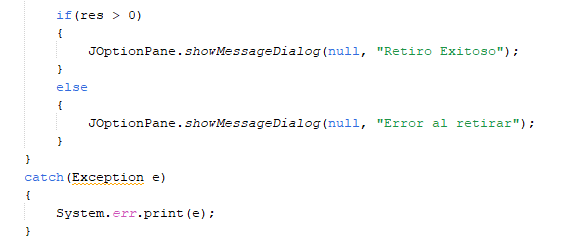 if(res > 0)
{
JOptionPane.showMessageDialog(null, "Retiro Exitoso");
}
else
{
JOptionPane.showMessageDialog(null, "Error al retirar");
}
}
catch(Exception e)
{
System.err.print(e);
}